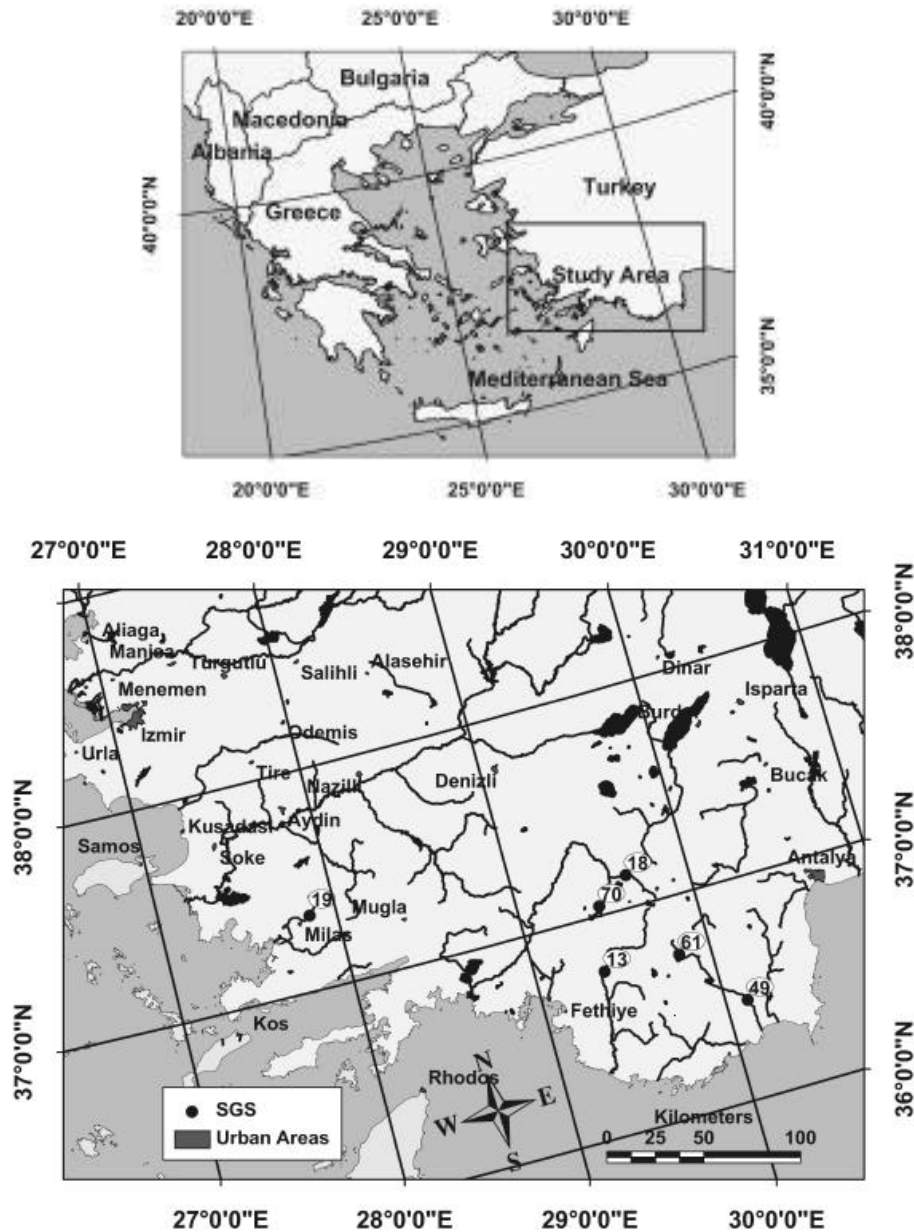 20°0'0"E 25°0'0"E 30°0'0"E
Bulgaria
Macedonia
Albania
Turkey
Greece
Study Area
Mediterranean Sea
40°0'0"N
40°0'0"N
35°0'0"N
20°0'0"E 25°0'0"E 30°0'0"E
27°0'0"E 28°0'0"E 29°0'0"E 30°0'0"E 31°0'0"E
38°0'0"N
37°0'0"N
36°0'0"N
38°0'0"N
37°0'0"N
Aliaga
Manisa
Turgutlu
Salihli
Alasehir
Dinar
Menemen
Isparta
Izmir
Odemis
Urla
Tire
Nazilli
Denizli
Bucak
Kusadasi
Aydin
Samos
Soke
Antalya
18
70
19
Mugla
Milas
61
13
49
Fethiye
Kos
Rhodos
N
W
E
S
SGS
Urban Areas
Kilometers
0 25 50 100
27°0'0"E 28°0'0"E 29°0'0"E 30°0'0"E